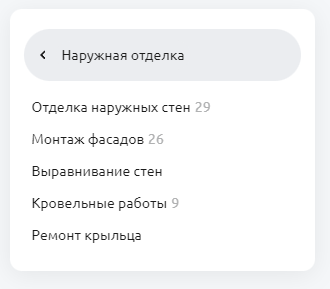 Наружная отделка
Отделка наружных стен 29
Монтаж фасадов 26
Выравнивание стен
Кровельные работы 9
Ремонт крыльца